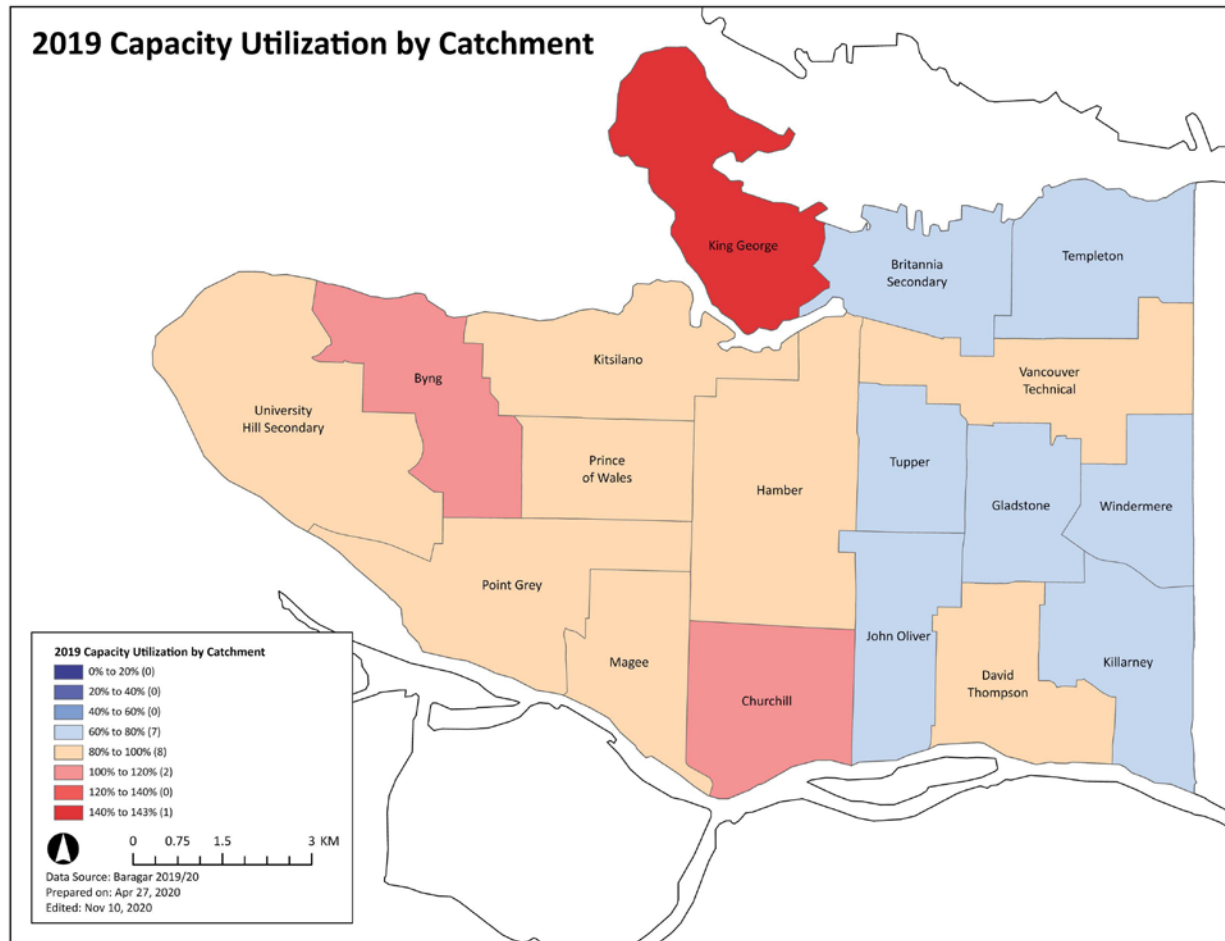 2019 Capacity Utilization by Catchment
King George
Britannia
Secondary
Templeton
Kitsilano
Byng
Vancouver
Technical
University
Hill Secondary
Prince
of Wales
Tupper
Hamber
Gladstone
Windermere
Point Grey
John Oliver
Magee
Killarney
David
Thompson
Churchill
2019 Capacity Utilization by Catchment
0% to 20% (0)
20% to 40% (0)
40% to 60% (0)
60% to 80% (7)
80% to 100% (8)
100% to 120% (2)
120% to 140% (0)
140% to 143% (1)
0 0.75 1.5 3 KM
Data Source: Baragar 2019/20
Prepared on: Apr 27, 2020
Edited: Nov 10, 2020